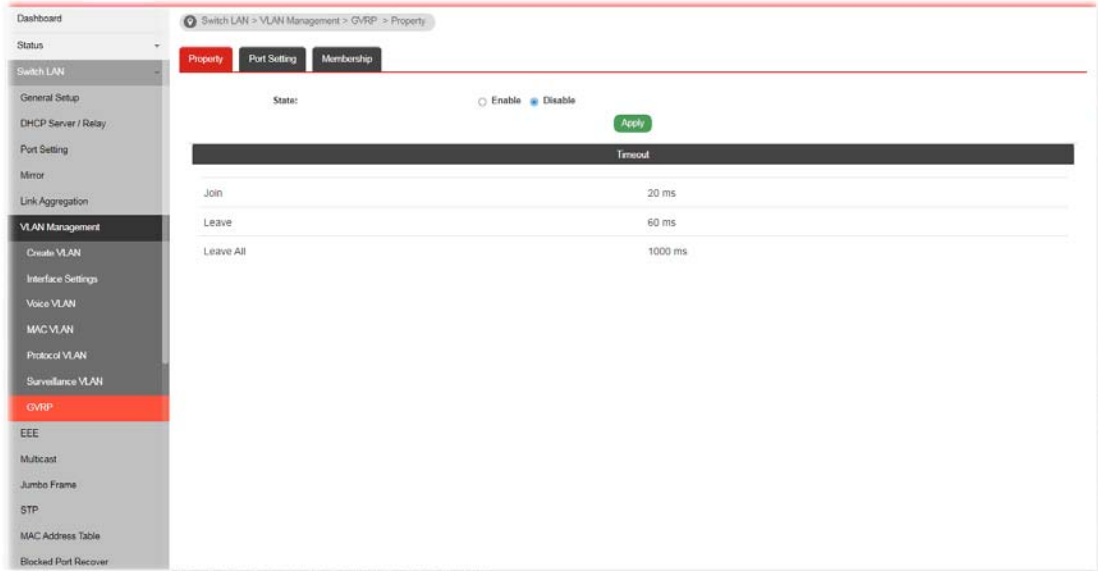 Dashboard
Status
Switch LAN
General Setup
DHCP Server / Relay
Port Setting
Mirror
Link Aggregation
VLAN Management
Create VLAN
Interface Settings
Voice VLAN
MAC VLAN
Protocol VLAN
Surveillance VLAN
GVRP
EEE
Multicast
Jumbo Frame
STP
MAC Address Table
Blocked Port Recover
Switch LAN > VLAN Management > GVRP > Property
Property Port Setting Membership
State: Enable Disable
Apply
Timeout
Join 20 ms
Leave 60 ms
Leave All 1000 ms